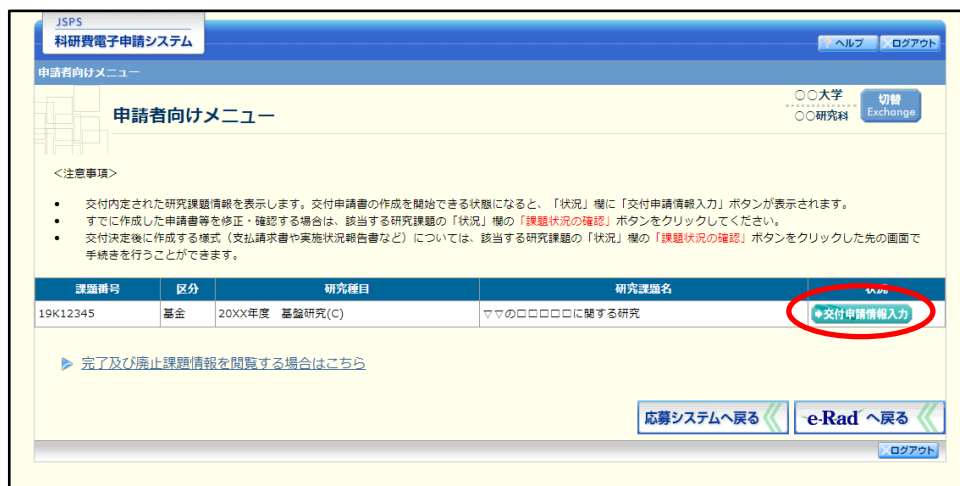 JSPS
科研費電子申請システム
? ヘルプ
ログアウト
申請者向けメニュー
申請者向けメニュー
〇〇大学
〇〇研究科
切替
Exchange
<注意事項>
• 交付内定された研究課題情報を表示します。交付申請書の作成を開始できる状態になると、「状況」欄に「交付申請情報入力」ボタンが表示されます。
• すでに作成した申請書等を修正・確認する場合は、該当する研究課題の「状況」欄の「課題状況の確認」ボタンをクリックしてください。
• 交付決定後に作成する様式（支払請求書や実施状況報告書など）については、該当する研究課題の「状況」欄の「課題状況の確認」ボタンをクリックした先の画面で
手続きを行うことができます。
課題番号 区分 研究種目 研究課題名 状況
19K12345 基金 20XX年度 基盤研究(C) ▽▽の□□□□□に関する研究 交付申請情報入力
完了及び廃止課題情報を閲覧する場合はこちら
応募システムへ戻る
e-Rad へ戻る
ログアウト